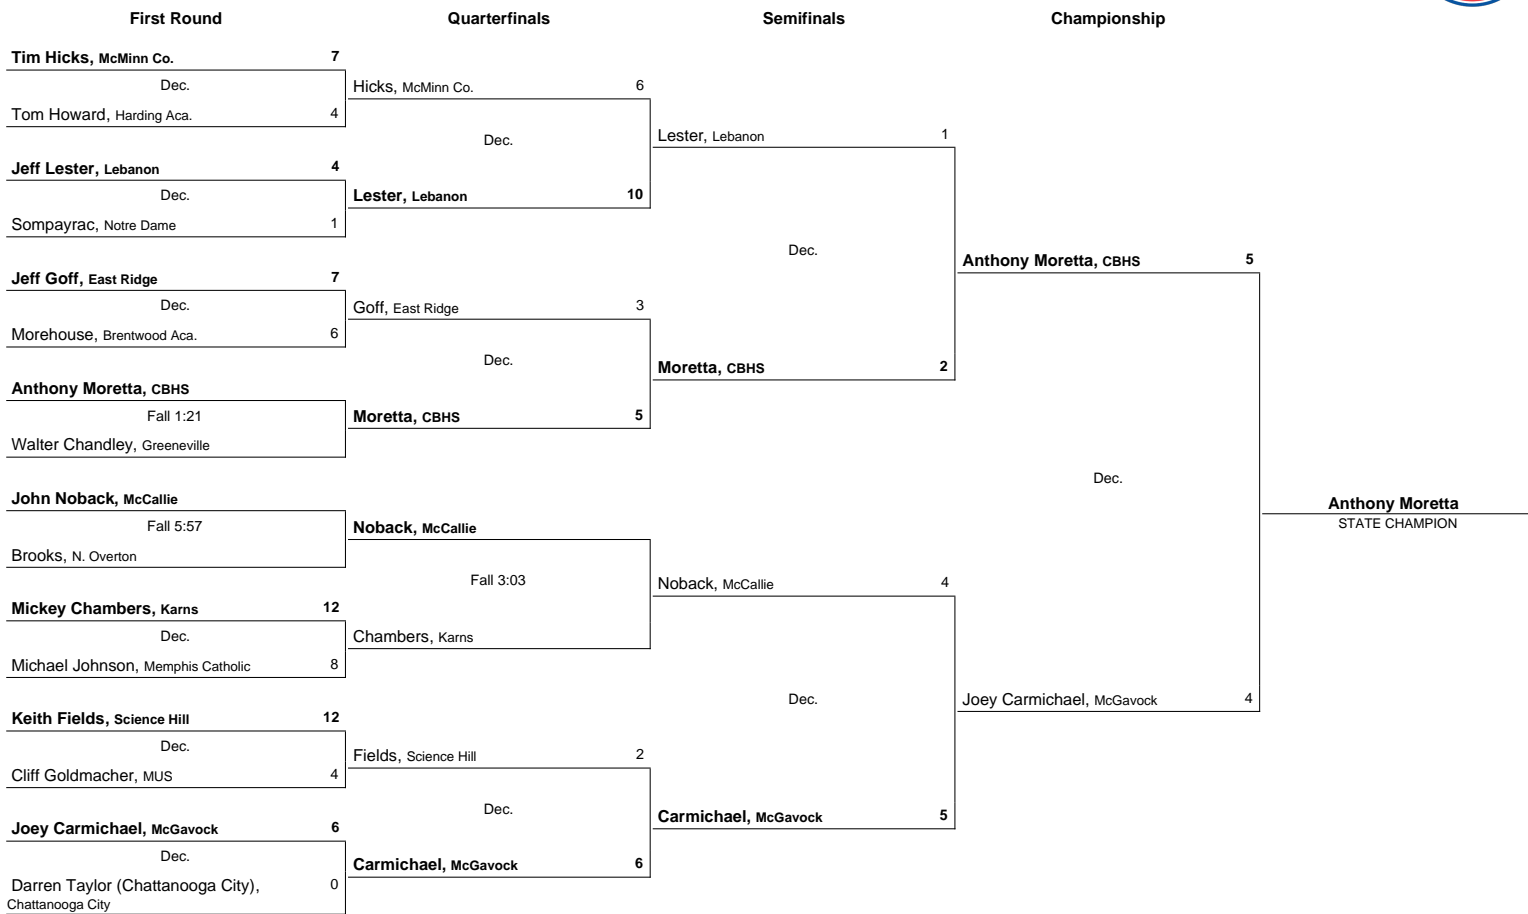 First Round Quarterfinals Semifinals Championship
Tim Hicks, McMinn Co. 7
Dec.
Tom Howard, Harding Aca. 4
Jeff Lester, Lebanon 4
Dec.
Sompayrac, Notre Dame 1
Jeff Goff, East Ridge 7
Dec.
Morehouse, Brentwood Aca. 6
Anthony Moretta, CBHS
Fall 1:21
Walter Chandley, Greeneville
John Noback, McCallie
Fall 5:57
Brooks, N. Overton
Mickey Chambers, Karns 12
Dec.
Michael Johnson, Memphis Catholic 8
Keith Fields, Science Hill 12
Dec.
Cliff Goldmacher, MUS 4
Joey Carmichael, McGavock 6
Dec.
Darren Taylor (Chattanooga City), 0
Chattanooga City
Hicks, McMinn Co. 6
Dec.
Lester, Lebanon 10
Goff, East Ridge 3
Dec.
Moretta, CBHS 5
Noback, McCallie
Fall 3:03
Chambers, Karns
Fields, Science Hill 2
Dec.
Carmichael, McGavock 6
Lester, Lebanon 1
Dec.
Moretta, CBHS 2
Noback, McCallie 4
Dec.
Carmichael, McGavock 5
Anthony Moretta, CBHS 5
Dec.
Joey Carmichael, McGavock 4
Anthony Moretta
STATE CHAMPION